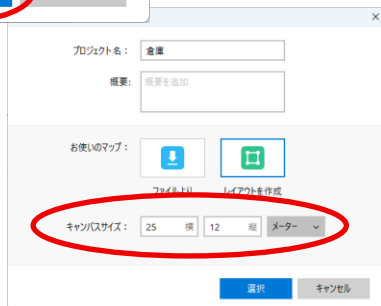 プロジェクト名： 倉庫
概要： 概要を追加
お使いのマップ：
ファイルより レイアウトを作成
キャンバスサイズ： 25 横 12 縦 メーター
選択 キャンセル